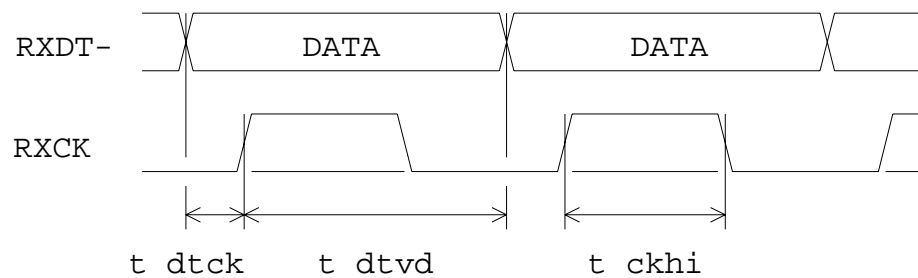 RXDT- DATA DATA
RXCK
t dtck t dtvd t ckhi